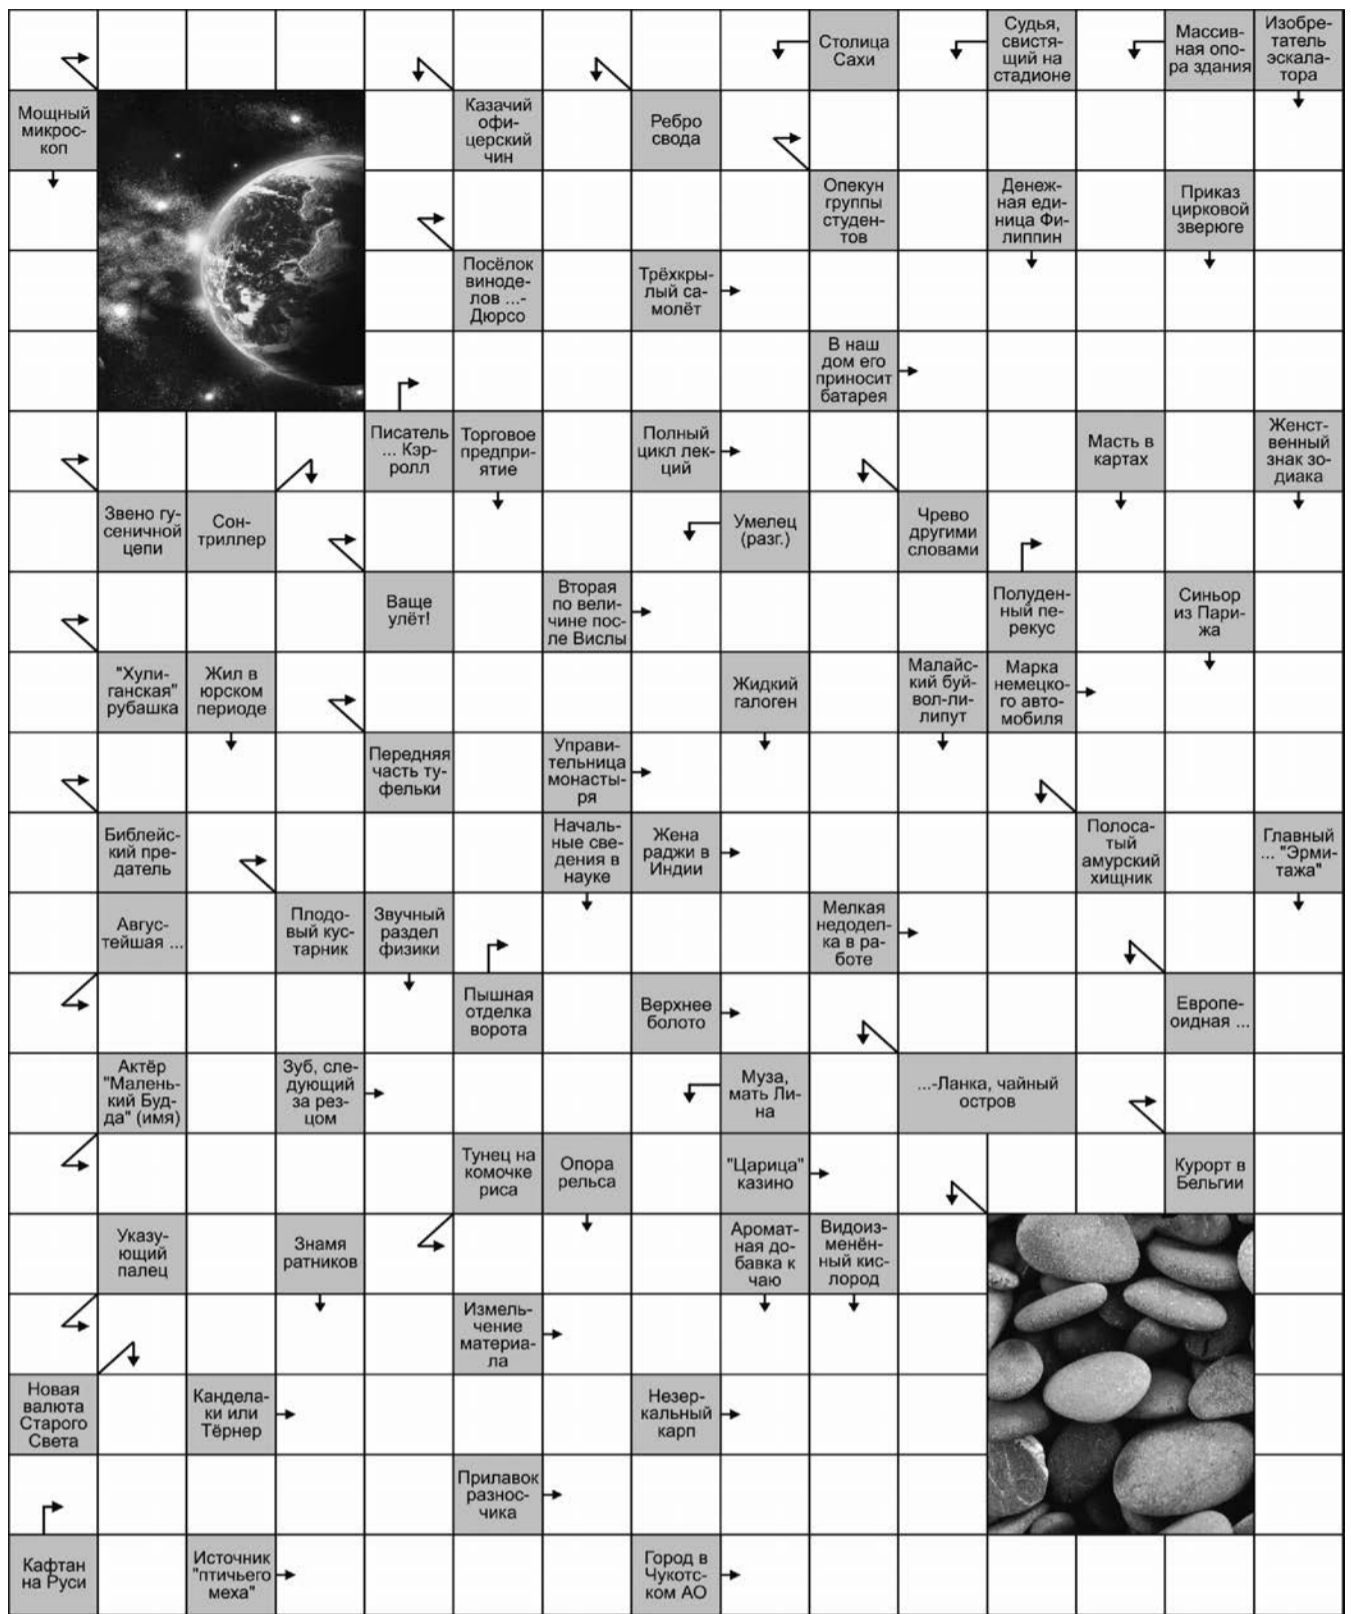 Столица
Сахи
Судья,
свистя-
щий на
стадионе
Массив-
ная опо-
ра здания
Изобре-
татель
эскала-
тора
Мощный
микрос-
коп
Казачий
офи-
церский
чин
Ребро
свода
Опекун
группы
студен-
тов
Денеж-
ная еди-
ница Фи-
липпин
Приказ
цирковой
зверюге
Посёлок
виноде-
лов ...-
Дюрсо
Трёхкры-
лый са-
молёт
В наш
дом его
приносит
батарея
Писатель
... Кэр-
ролл
Торговое
предпри-
ятие
Полный
цикл лек-
ций
Масть в
картах
Женст-
венный
знак зо-
диака
Звено гу-
сеничной
цепи
Сон-
триллер
Умелец
(разг.)
Чрево
другими
словами
Ваще
улёт!
Вторая
по вели-
чине пос-
ле Вислы
Полуден-
ный пе-
рекус
Синьор
из Пари-
жа
"Хули-
ганская"
рубашка
Жил в
юрском
периоде
Жидкий
галоген
Малайс-
кий буй-
вол-ли-
липут
Марка
немецко-
го авто-
мобиля
Передняя
часть ту-
фельки
Управи-
тельница
монасты-
ря
Библейс-
кий пре-
датель
Началь-
ные све-
дения в
науке
Жена
раджи в
Индии
Полоса-
тый
амурский
хищник
Главный
... "Эрми-
тажа"
Авгус-
тейшая ...
Плодо-
вый кус-
тарник
Звучный
раздел
физики
Мелкая
недодел-
ка в ра-
боте
Пышная
отделка
ворота
Верхнее
болото
Европе-
оидная ...
Актёр
"Малень-
кий Буд-
да" (имя)
Зуб, сле-
дующий
за рез-
цом
Муза,
мать Ли-
на
...-Ланка, чайный
остров
Тунец на
комочке
риса
Опора
рельса
"Царица"
казино
Курорт в
Бельгии
Указу-
ющий
палец
Знамя
ратников
Аромат-
ная до-
бавка к
чаю
Видоиз-
менён-
ный кис-
лород
Измель-
чение
материа-
ла
Новая
валюта
Старого
Света
Кандела-
ки или
Тёрнер
Незер-
кальный
карп
Прилавок
разнос-
чика
Кафтан
на Руси
Источник
"птичьего
меха"
Город в
Чукотс-
ком АО